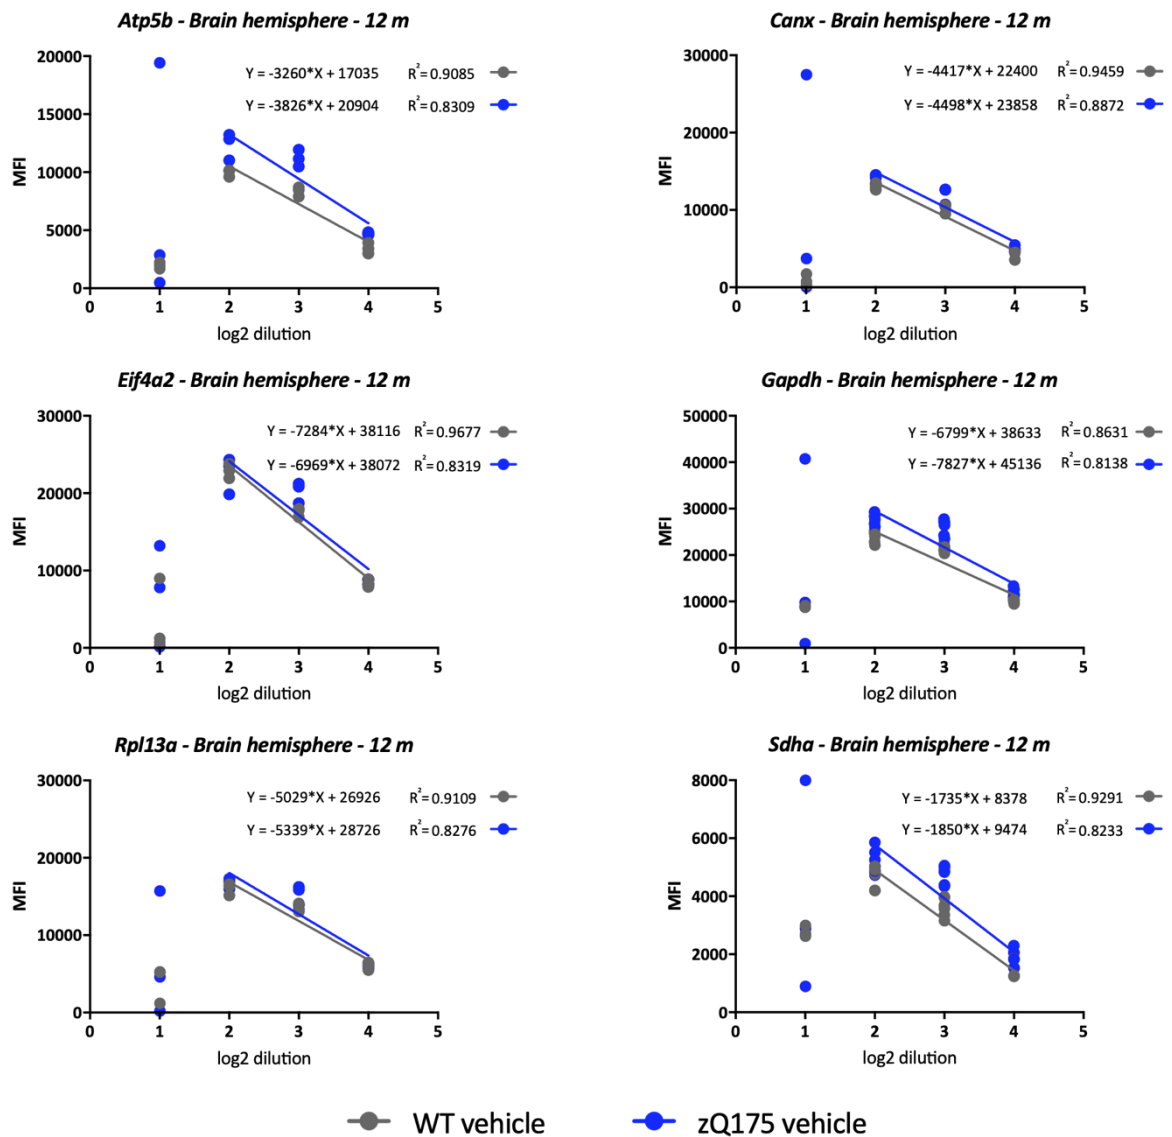 Atp5b - Brain hemisphere - 12 m
20000
15000
10000
5000
0
MFI
Y = -3260*X + 17035 R²=0.9085
Y = -3826*X + 20904 R²=0.8309
0 1 2 3 4 5
log2 dilution
Canx - Brain hemisphere - 12 m
30000
20000
10000
0
MFI
Y = -4417*X + 22400 R²=0.9459
Y = -4498*X + 23858 R²=0.8872
0 1 2 3 4 5
log2 dilution
Eif4a2 - Brain hemisphere - 12 m
30000
20000
10000
0
MFI
Y = -7284*X + 38116 R²=0.9677
Y = -6969*X + 38072 R²=0.8319
0 1 2 3 4 5
log2 dilution
Gapdh - Brain hemisphere - 12 m
50000
40000
30000
20000
10000
0
MFI
Y = -6799*X + 38633 R²=0.8631
Y = -7827*X + 45136 R²=0.8138
0 1 2 3 4 5
log2 dilution
Rpl13a - Brain hemisphere - 12 m
30000
20000
10000
0
MFI
Y = -5029*X + 26926 R²=0.9109
Y = -5339*X + 28726 R²=0.8276
0 1 2 3 4 5
log2 dilution
Sdha - Brain hemisphere - 12 m
8000
6000
4000
2000
0
MFI
Y = -1735*X + 8378 R²=0.9291
Y = -1850*X + 9474 R²=0.8233
0 1 2 3 4 5
log2 dilution
WT vehicle
zQ175 vehicle